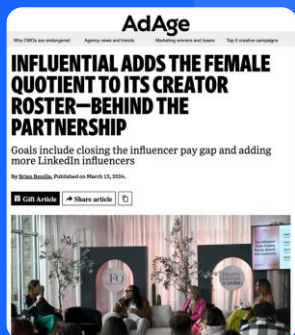 AdAge
Why CMOs are endangered Agency news and trends Marketing winners and losers Top 5 creative campaigns
INFLUENTIAL ADDS THE FEMALE
QUOTIENT TO ITS CREATOR
ROSTER—BEHIND THE
PARTNERSHIP
Goals include closing the influencer pay gap and adding
more LinkedIn influencers
By Brian Bonilla. Published on March 15, 2024.
Gift Article Share article